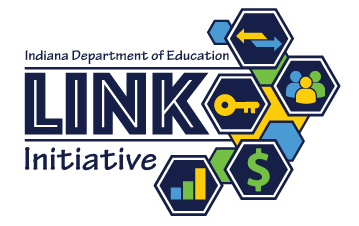 Indiana Department of Education
LINK
Initiative
$